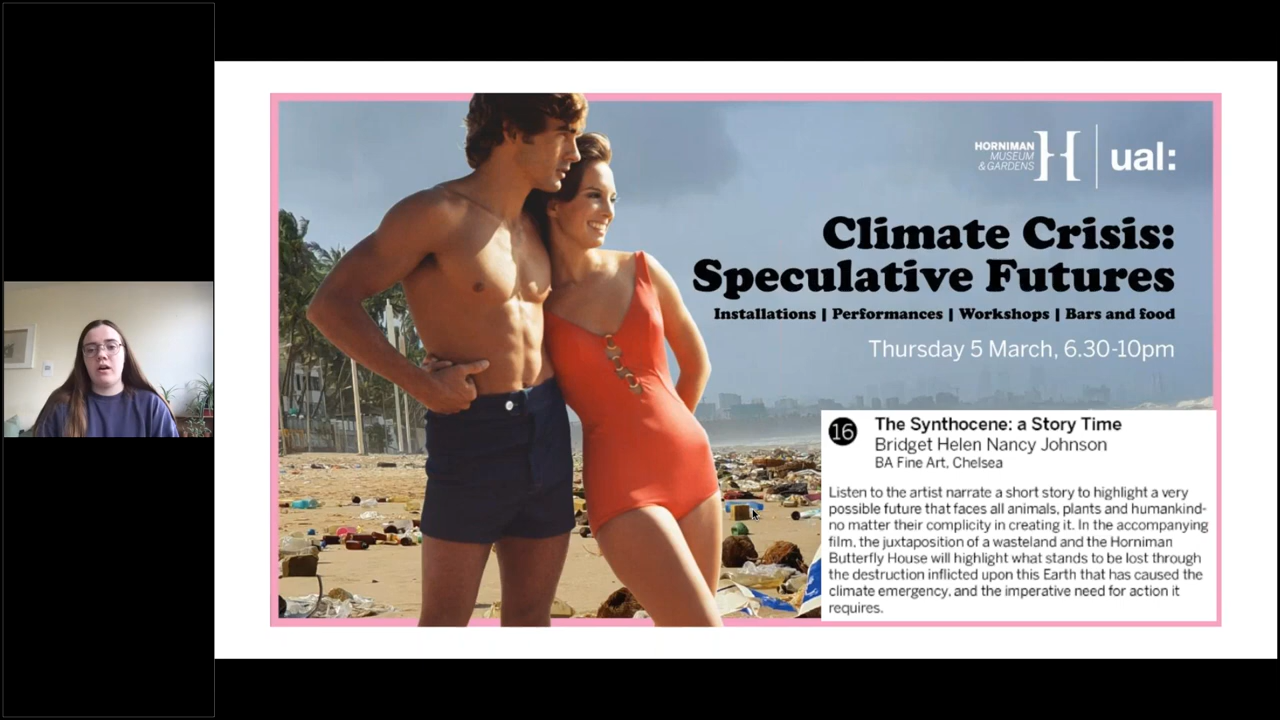 HORNIMAN
MUSEUM
& GARDENS
ual:
Climate Crisis:
Speculative Futures
Installations | Performances | Workshops | Bars and food
Thursday 5 March, 6.30-10pm
16
The Synthocene: a Story Time
Bridget Helen Nancy Johnson
BA Fine Art, Chelsea
Listen to the artist narrate a short story to highlight a very
possible future that faces all animals, plants and humankind-
no matter their complicity in creating it. In the accompanying
film, the juxtaposition of a wasteland and the Horniman
Butterfly House will highlight what stands to be lost through
the destruction inflicted upon this Earth that has caused the
climate emergency, and the imperative need for action it
requires.